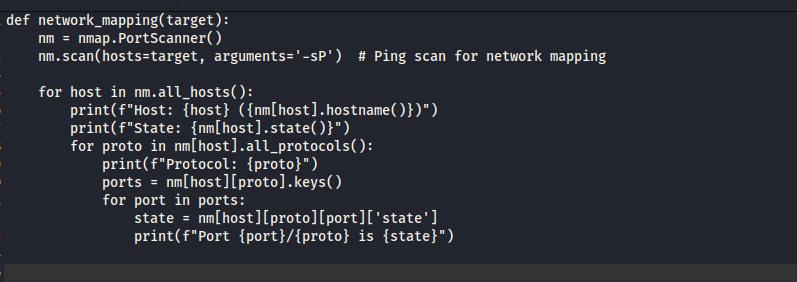 def network_mapping(target):
    nm = nmap.PortScanner()
    nm.scan(hosts=target, arguments='-sP')  # Ping scan for network mapping

    for host in nm.all_hosts():
        print(f"Host: {host} ({nm[host].hostname()})")
        print(f"State: {nm[host].state()}")
        for proto in nm[host].all_protocols():
            print(f"Protocol: {proto}")
            ports = nm[host][proto].keys()
            for port in ports:
                state = nm[host][proto][port]['state']
                print(f"Port {port}/{proto} is {state}")